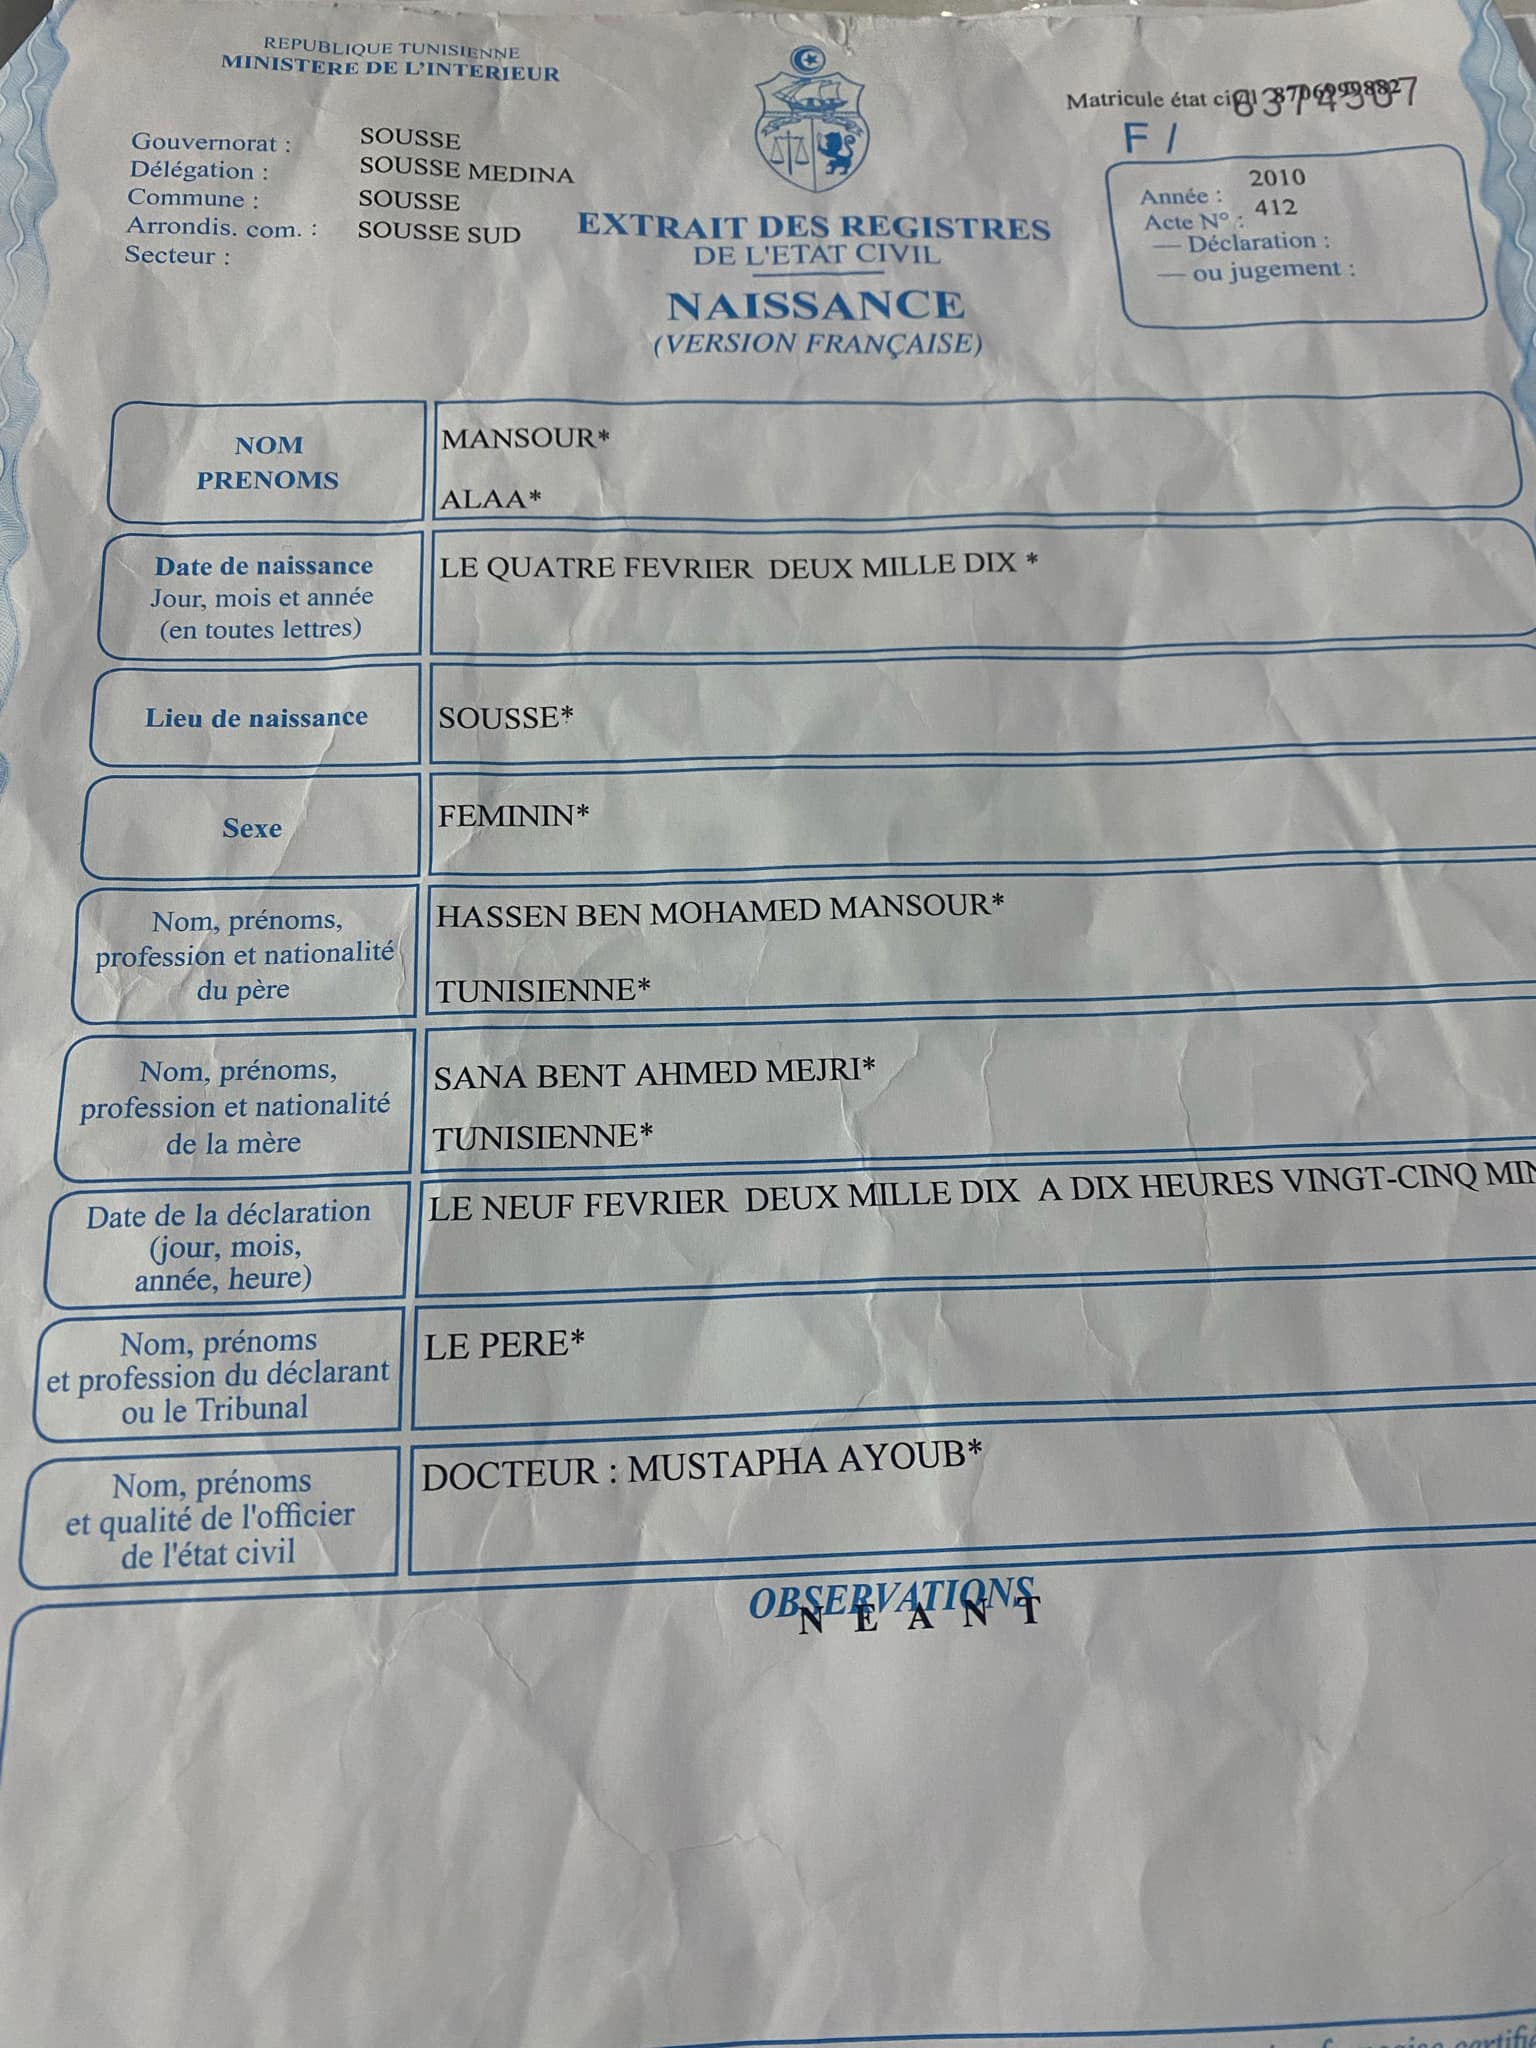 REPUBLIQUE TUNISIENNE
MINISTERE DE L'INTERIEUR
Matricule état civil 8706999882
F /
Gouvernorat : SOUSSE
Délégation : SOUSSE MEDINA
Commune : SOUSSE
Arrondis. com. : SOUSSE SUD
Secteur :
EXTRAIT DES REGISTRES
DE L'ETAT CIVIL
NAISSANCE
(VERSION FRANÇAISE)
Année : 2010
Acte N° : 412
— Déclaration :
— ou jugement :
NOM
PRENOMS
MANSOUR*
ALAA*
Date de naissance
Jour, mois et année
(en toutes lettres)
LE QUATRE FEVRIER DEUX MILLE DIX *
Lieu de naissance
SOUSSE*
Sexe
FEMININ*
Nom, prénoms,
profession et nationalité
du père
HASSEN BEN MOHAMED MANSOUR*
TUNISIENNE*
Nom, prénoms,
profession et nationalité
de la mère
SANA BENT AHMED MEJRI*
TUNISIENNE*
Date de la déclaration
(jour, mois,
année, heure)
LE NEUF FEVRIER DEUX MILLE DIX A DIX HEURES VINGT-CINQ MIN
Nom, prénoms
et profession du déclarant
ou le Tribunal
LE PERE*
Nom, prénoms
et qualité de l'officier
de l'état civil
DOCTEUR : MUSTAPHA AYOUB*
OBSERVATIONS
N E A N T